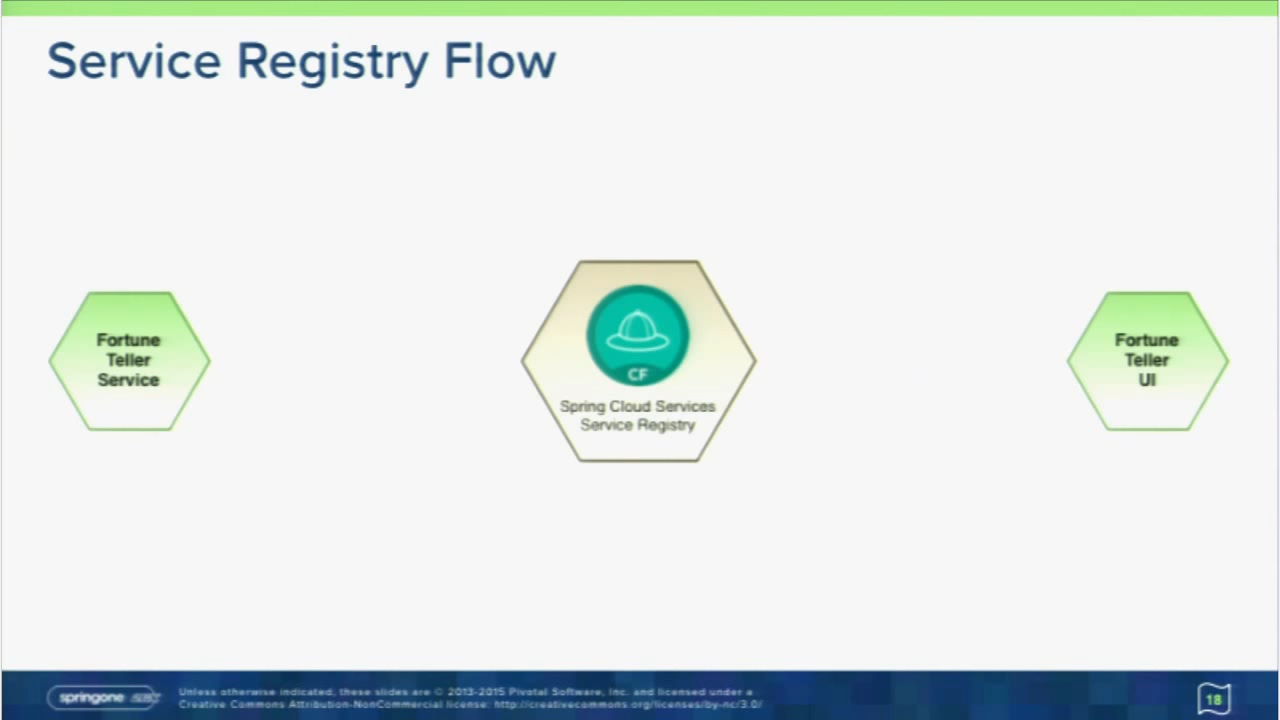 Service Registry Flow
Fortune
Teller
Service
CF
Spring Cloud Services
Service Registry
Fortune
Teller
UI
springone
Unless otherwise indicated, these slides are © 2013-2015 Pivotal Software, Inc. and licensed under a
Creative Commons Attribution-NonCommercial license: http://creativecommons.org/licenses/by-nc/3.0/
18